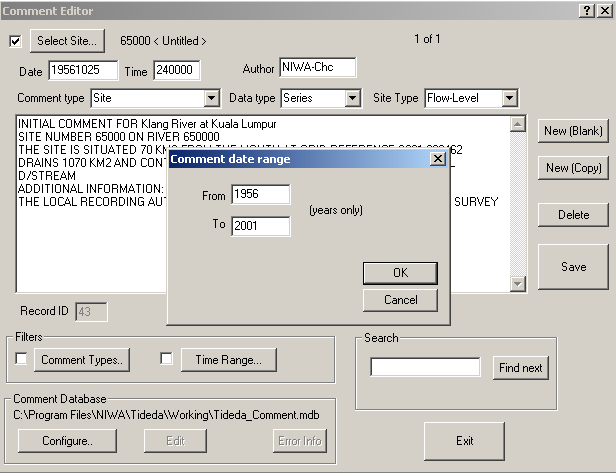 Comment Editor
Select Site... 65000 < Untitled > 1 of 1
Date 19561025 Time 240000 Author NIWA-Chc
Comment type Site Data type Series Site Type Flow-Level
INITIAL COMMENT FOR Klang River at Kuala Lumpur
SITE NUMBER 65000 ON RIVER 650000
THE SITE IS SITUATED 70 K
DRAINS 1070 KM2 AND CONT
D/STREAM
ADDITIONAL INFORMATION:
THE LOCAL RECORDING AUT SURVEY
New (Blank)
New (Copy)
Delete
Save
Comment date range
From 1956
(years only)
To 2001
OK
Cancel
Record ID 43
Filters
Comment Types.. Time Range...
Search
Find next
Comment Database
C:\Program Files\NIWA\Tideda\Working\Tideda_Comment.mdb
Configure.. Edit Error Info
Exit